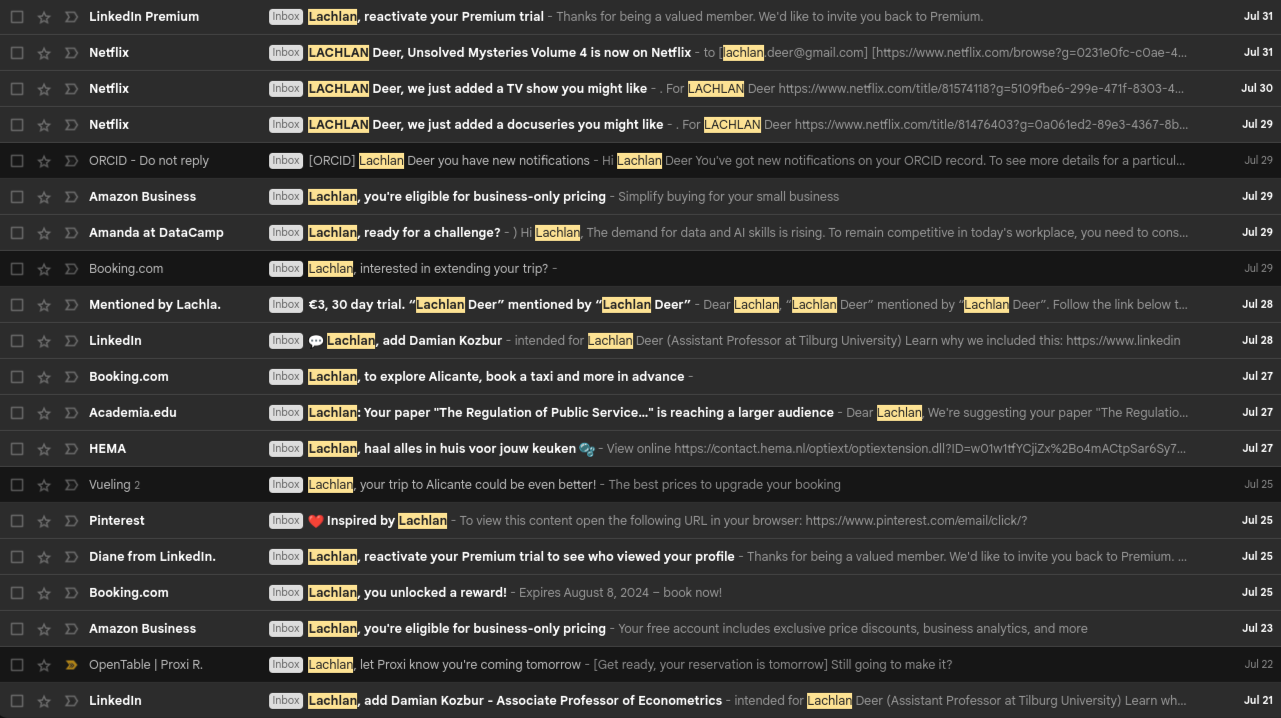 LinkedIn Premium Inbox Lachlan, reactivate your Premium trial - Thanks for being a valued member. We'd like to invite you back to Premium. Jul 31
Netflix Inbox LACHLAN Deer, Unsolved Mysteries Volume 4 is now on Netflix - to [lachlan.deer@gmail.com] [https://www.netflix.com/browse?g=0231e0fc-c0ae-4... Jul 31
Netflix Inbox LACHLAN Deer, we just added a TV show you might like - . For LACHLAN Deer https://www.netflix.com/title/81574118?g=5109fbe6-299e-471f-8303-4... Jul 30
Netflix Inbox LACHLAN Deer, we just added a docuseries you might like - . For LACHLAN Deer https://www.netflix.com/title/81476403?g=0a061ed2-89e3-4367-8b... Jul 29
ORCID - Do not reply Inbox [ORCID] Lachlan Deer you have new notifications - Hi Lachlan Deer You've got new notifications on your ORCID record. To see more details for a particul... Jul 29
Amazon Business Inbox Lachlan, you're eligible for business-only pricing - Simplify buying for your small business Jul 29
Amanda at DataCamp Inbox Lachlan, ready for a challenge? - ) Hi Lachlan, The demand for data and AI skills is rising. To remain competitive in today's workplace, you need to cons... Jul 29
Booking.com Inbox Lachlan, interested in extending your trip? - Jul 29
Mentioned by Lachla. Inbox €3, 30 day trial. “Lachlan Deer” mentioned by “Lachlan Deer” - Dear Lachlan, “Lachlan Deer” mentioned by “Lachlan Deer”. Follow the link below t... Jul 28
LinkedIn Inbox 💬 Lachlan, add Damian Kozbur - intended for Lachlan Deer (Assistant Professor at Tilburg University) Learn why we included this: https://www.linkedin Jul 28
Booking.com Inbox Lachlan, to explore Alicante, book a taxi and more in advance - Jul 27
Academia.edu Inbox Lachlan: Your paper "The Regulation of Public Service..." is reaching a larger audience - Dear Lachlan, We're suggesting your paper "The Regulatio... Jul 27
HEMA Inbox Lachlan, haal alles in huis voor jouw keuken 🫧 - View online https://contact.hema.nl/optiext/optiextension.dll?ID=w01w1tfYCjiZx%2Bo4mACtpSar6Sy7... Jul 27
Vueling 2 Inbox Lachlan, your trip to Alicante could be even better! - The best prices to upgrade your booking Jul 25
Pinterest Inbox ❤️ Inspired by Lachlan - To view this content open the following URL in your browser: https://www.pinterest.com/email/click/? Jul 25
Diane from LinkedIn. Inbox Lachlan, reactivate your Premium trial to see who viewed your profile - Thanks for being a valued member. We'd like to invite you back to Premium. ... Jul 25
Booking.com Inbox Lachlan, you unlocked a reward! - Expires August 8, 2024 – book now! Jul 25
Amazon Business Inbox Lachlan, you're eligible for business-only pricing - Your free account includes exclusive price discounts, business analytics, and more Jul 23
OpenTable | Proxi R. Inbox Lachlan, let Proxi know you're coming tomorrow - [Get ready, your reservation is tomorrow] Still going to make it? Jul 22
LinkedIn Inbox Lachlan, add Damian Kozbur - Associate Professor of Econometrics - intended for Lachlan Deer (Assistant Professor at Tilburg University) Learn wh... Jul 21